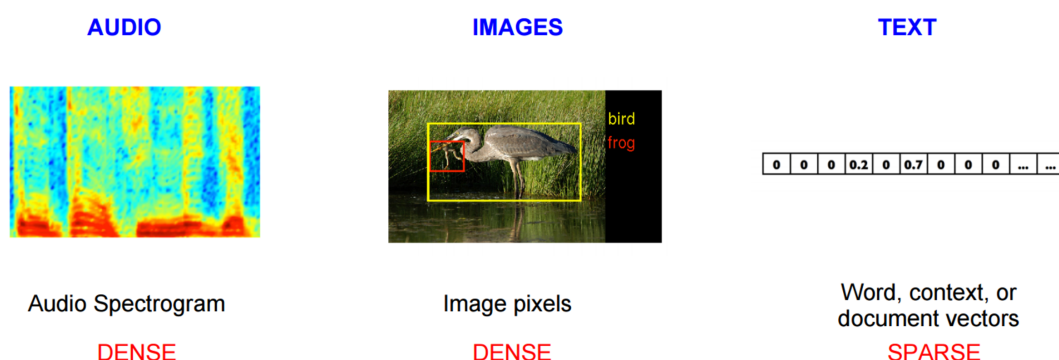 AUDIO
IMAGES
TEXT
bird
frog
0 0 0 0.2 0 0.7 0 0 0 ... ...
Audio Spectrogram
Image pixels
Word, context, or
document vectors
DENSE
DENSE
SPARSE